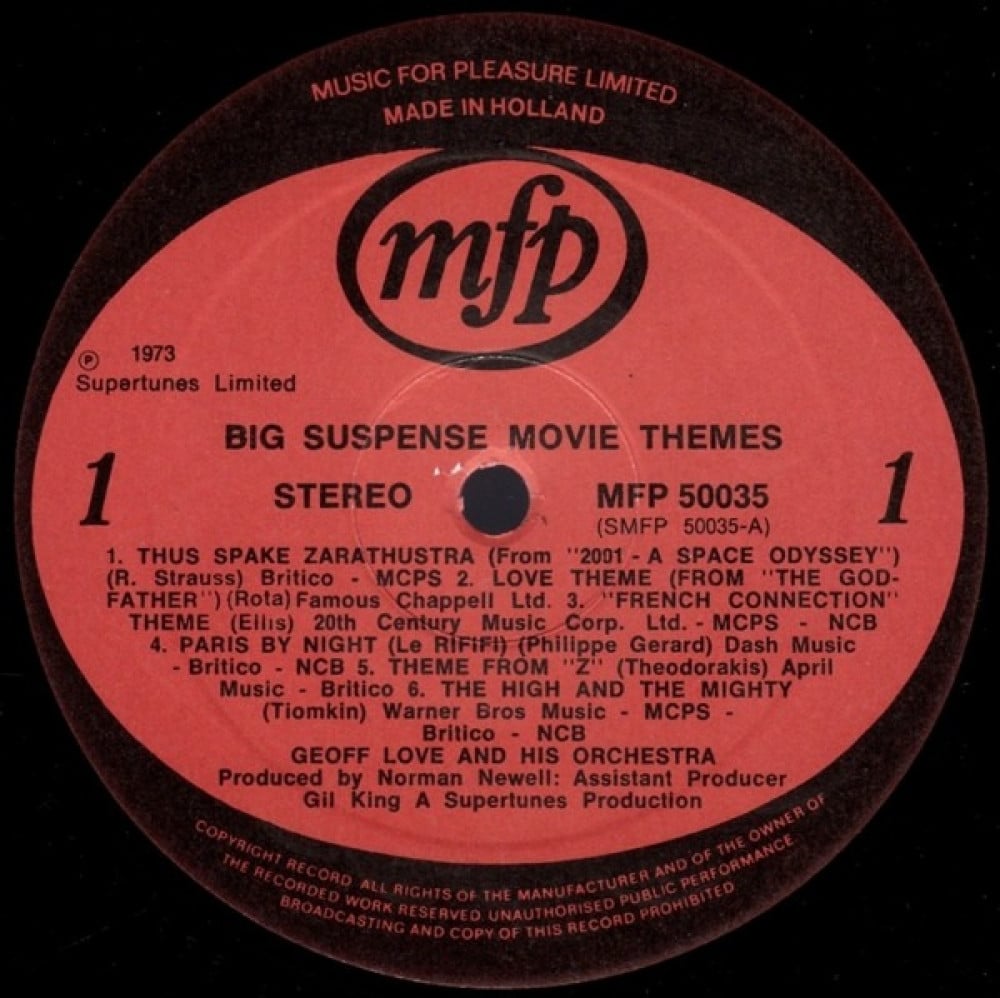 MUSIC FOR PLEASURE LIMITED
MADE IN HOLLAND
mfp
℗ 1973
Supertunes Limited
BIG SUSPENSE MOVIE THEMES
1 STEREO MFP 50035 1
(SMFP 50035-A)
1. THUS SPAKE ZARATHUSTRA (From "2001 - A SPACE ODYSSEY")
(R. Strauss) Britico - MCPS 2. LOVE THEME (FROM "THE GOD-
FATHER") (Rota) Famous Chappell Ltd. 3. "FRENCH CONNECTION"
THEME (Ellis) 20th Century Music Corp. Ltd. - MCPS - NCB
4. PARIS BY NIGHT (Le RIFIFI) (Philippe Gerard) Dash Music
- Britico - NCB 5. THEME FROM "Z" (Theodorakis) April
Music - Britico 6. THE HIGH AND THE MIGHTY
(Tiomkin) Warner Bros Music - MCPS -
Britico - NCB
GEOFF LOVE AND HIS ORCHESTRA
Produced by Norman Newell: Assistant Producer
Gil King A Supertunes Production
COPYRIGHT RECORD ALL RIGHTS OF THE MANUFACTURER AND OF THE OWNER OF
THE RECORDED WORK RESERVED UNAUTHORISED PUBLIC PERFORMANCE
BROADCASTING AND COPY OF THIS RECORD PROHIBITED